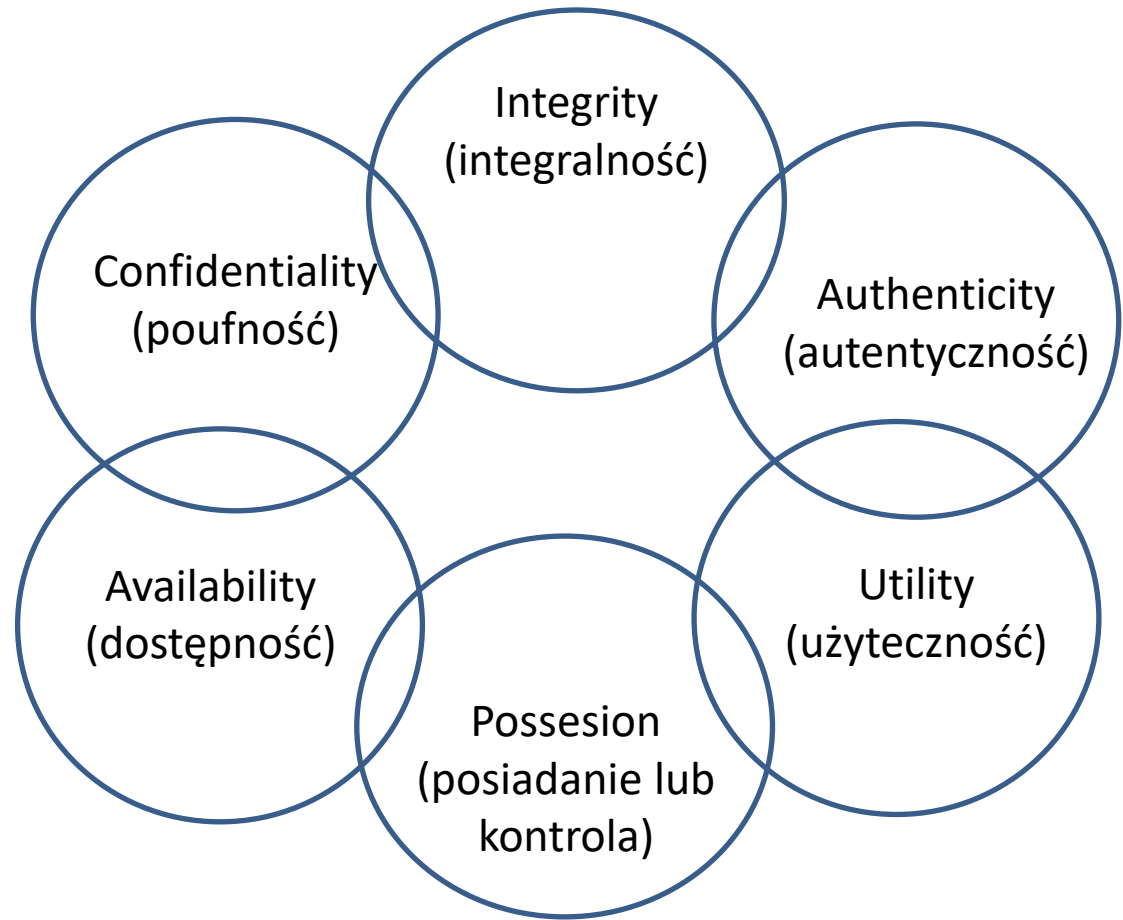 Integrity
(integralność)
Confidentiality
(poufność)
Authenticity
(autentyczność)
Availability
(dostępność)
Utility
(użyteczność)
Possesion
(posiadanie lub
kontrola)